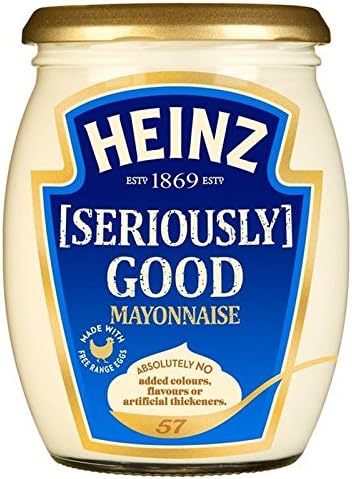 HEINZ
ESTD 1869 ESTD
[SERIOUSLY]
GOOD
MAYONNAISE
MADE WITH
FREE RANGE EGGS
ABSOLUTELY NO
added colours,
flavours or
artificial thickeners.
57